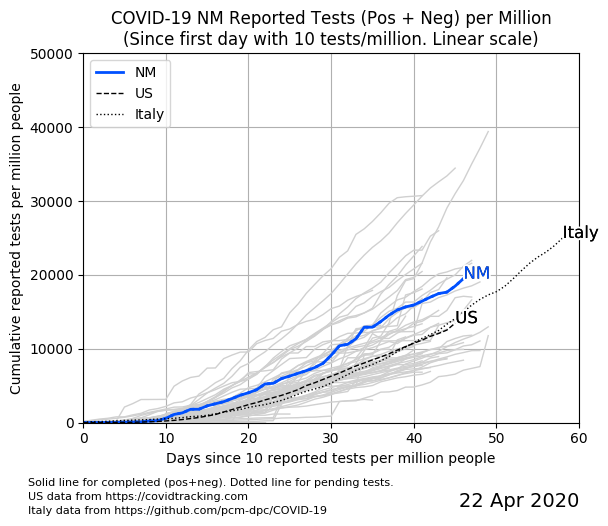 COVID-19 NM Reported Tests (Pos + Neg) per Million
(Since first day with 10 tests/million. Linear scale)
Cumulative reported tests per million people
50000
40000
30000
20000
10000
0
NM
US
Italy
Italy
NM
US
0 10 20 30 40 50 60
Days since 10 reported tests per million people
Solid line for completed (pos+neg). Dotted line for pending tests.
US data from https://covidtracking.com
Italy data from https://github.com/pcm-dpc/COVID-19
22 Apr 2020